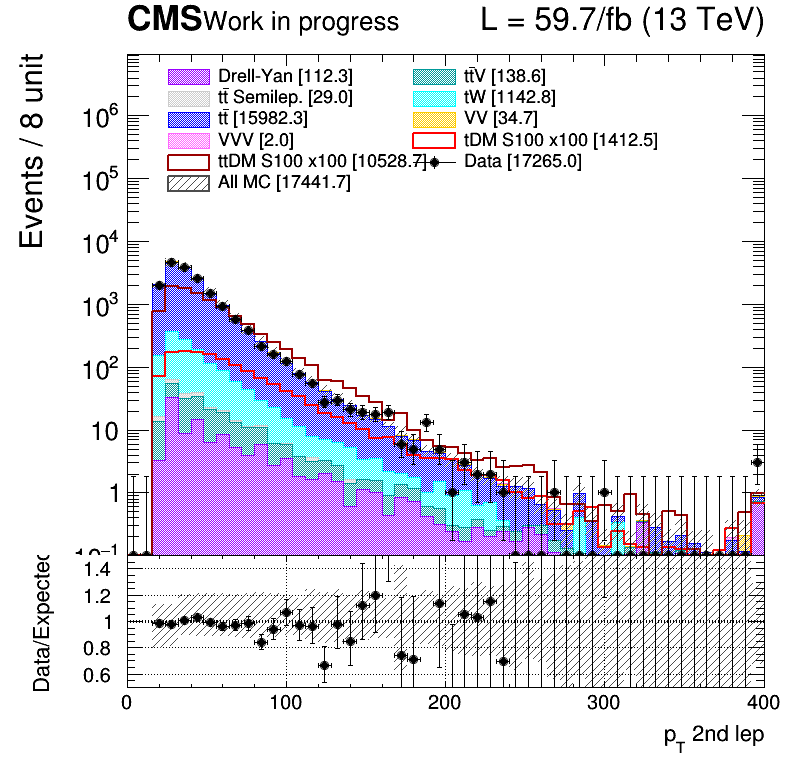 CMS Work in progress L = 59.7/fb (13 TeV)
Events / 8 unit
Drell-Yan [112.3] tt̄V [138.6]
tt̄ Semilep. [29.0] tW [1142.8]
tt̄ [15982.3] VV [34.7]
VVV [2.0] tDM S100 x100 [1412.5]
ttDM S100 x100 [10528.7] Data [17265.0]
All MC [17441.7]
10⁶
10⁵
10⁴
10³
10²
10
1
10⁻¹
Data/Expected
1.4
1.2
1
0.8
0.6
0 100 200 300 400
p_T 2nd lep